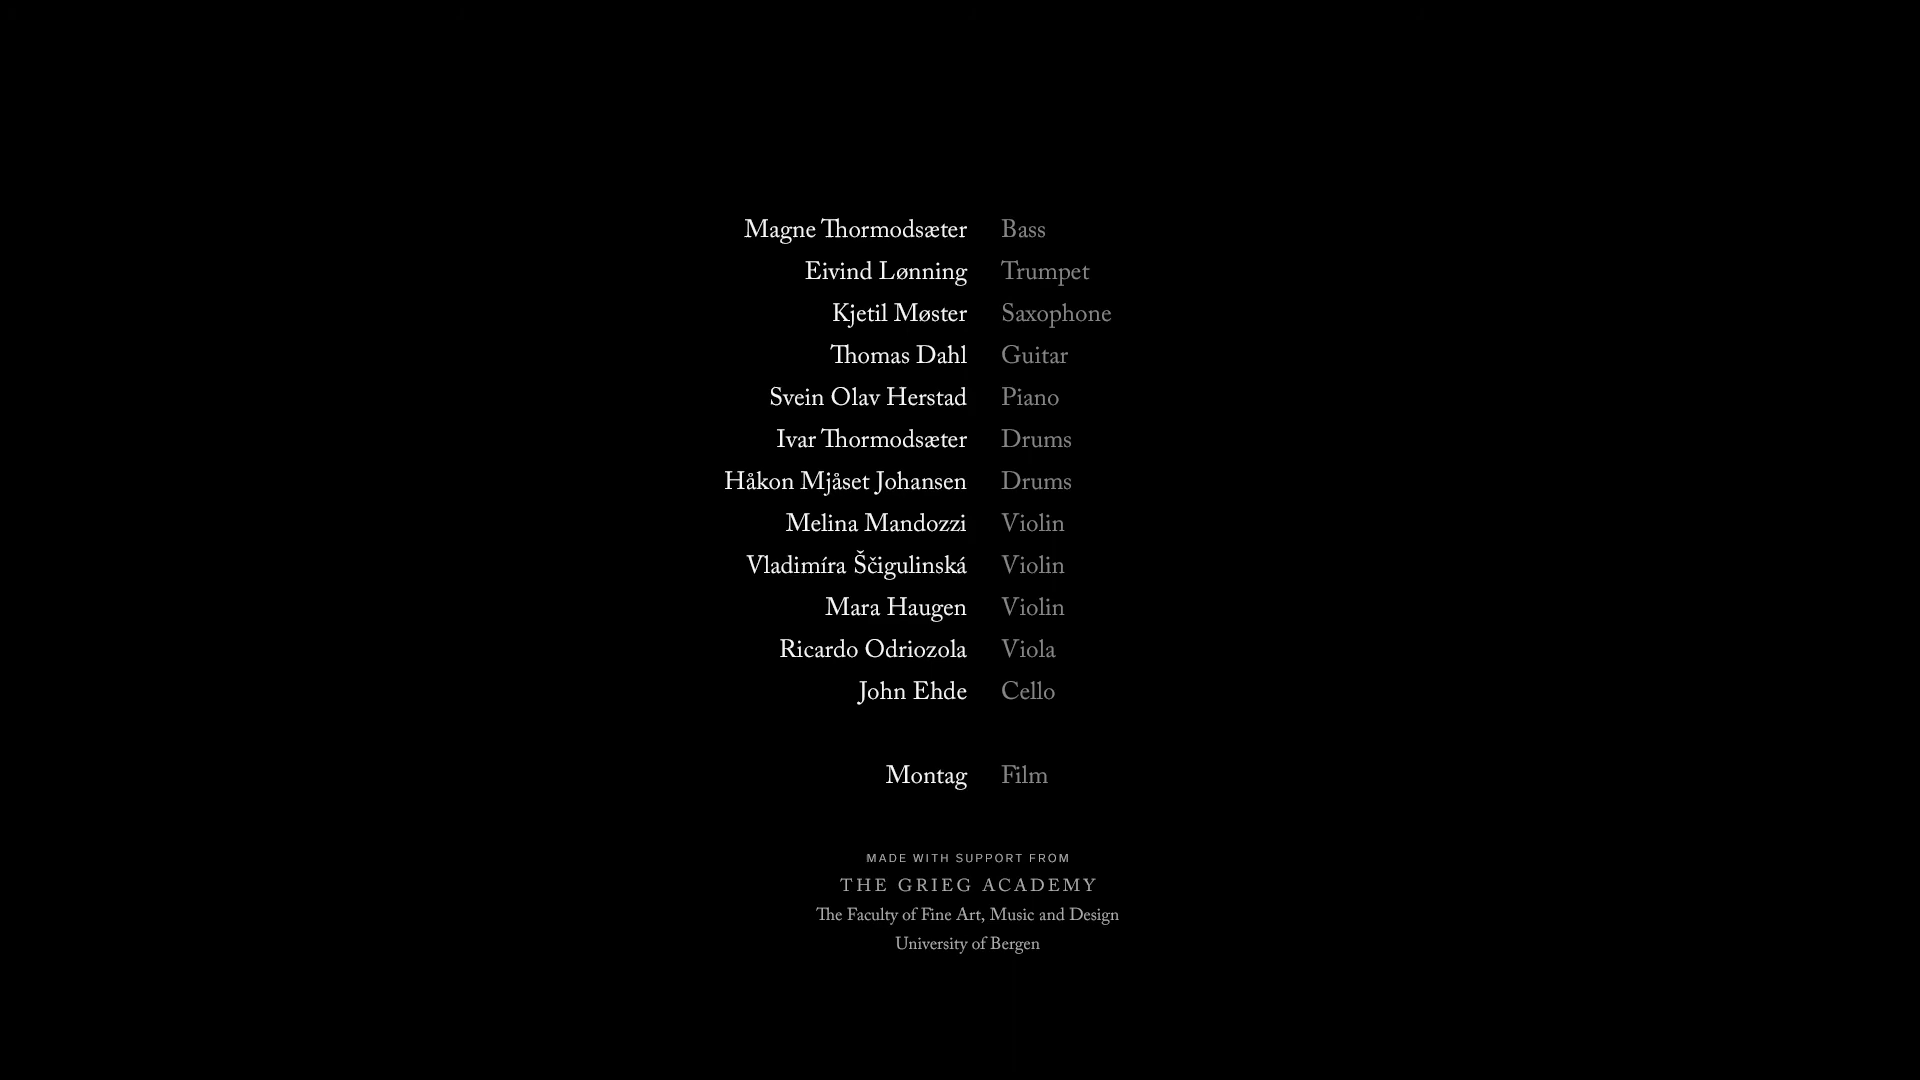 Magne Thormodsæter Bass
Eivind Lønning Trumpet
Kjetil Møster Saxophone
Thomas Dahl Guitar
Svein Olav Herstad Piano
Ivar Thormodsæter Drums
Håkon Mjåset Johansen Drums
Melina Mandozzi Violin
Vladimíra Ščigulinská Violin
Mara Haugen Violin
Ricardo Odriozola Viola
John Ehde Cello
Montag Film
MADE WITH SUPPORT FROM
THE GRIEG ACADEMY
The Faculty of Fine Art, Music and Design
University of Bergen